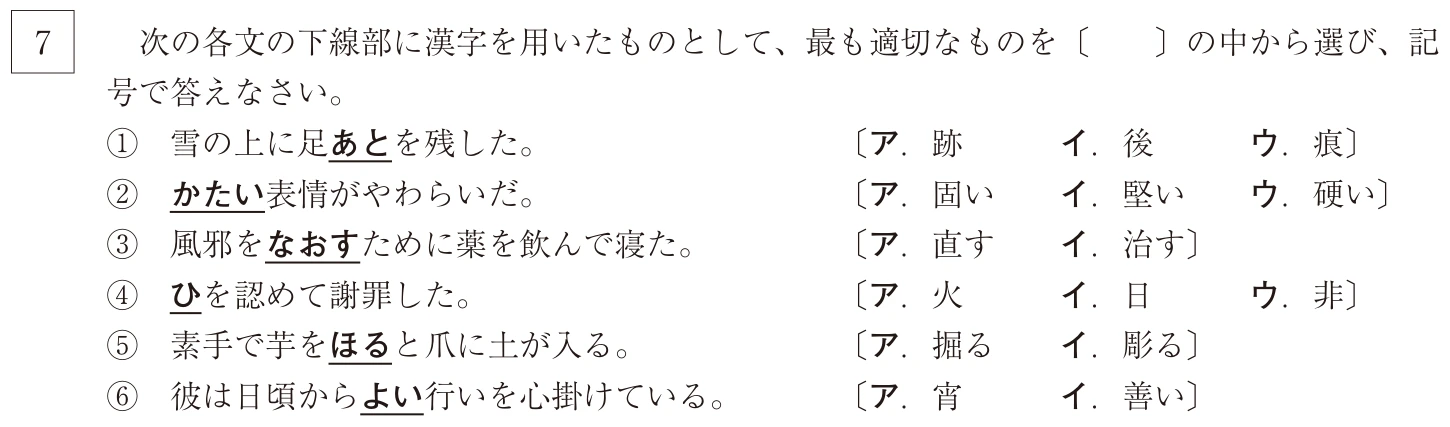 7 次の各文の下線部に漢字を用いたものとして、最も適切なものを〔　　〕の中から選び、記
号で答えなさい。
① 雪の上に足あとを残した。 〔ア. 跡 イ. 後 ウ. 痕〕
② かたい表情がやわらいだ。 〔ア. 固い イ. 堅い ウ. 硬い〕
③ 風邪をなおすために薬を飲んで寝た。 〔ア. 直す イ. 治す〕
④ ひを認めて謝罪した。 〔ア. 火 イ. 日 ウ. 非〕
⑤ 素手で芋をほると爪に土が入る。 〔ア. 掘る イ. 彫る〕
⑥ 彼は日頃からよい行いを心掛けている。 〔ア. 宵 イ. 善い〕